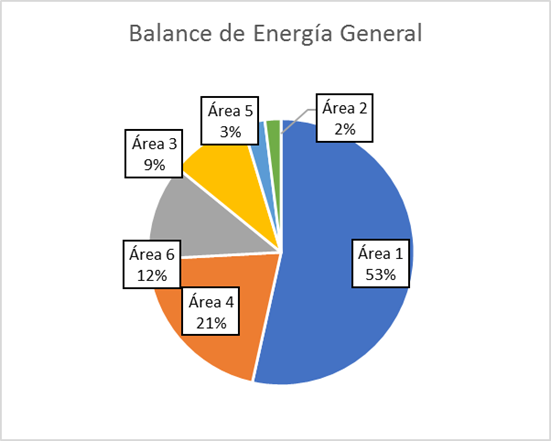 Balance de Energía General
Área 5
3%
Área 2
2%
Área 3
9%
Área 1
53%
Área 6
12%
Área 4
21%